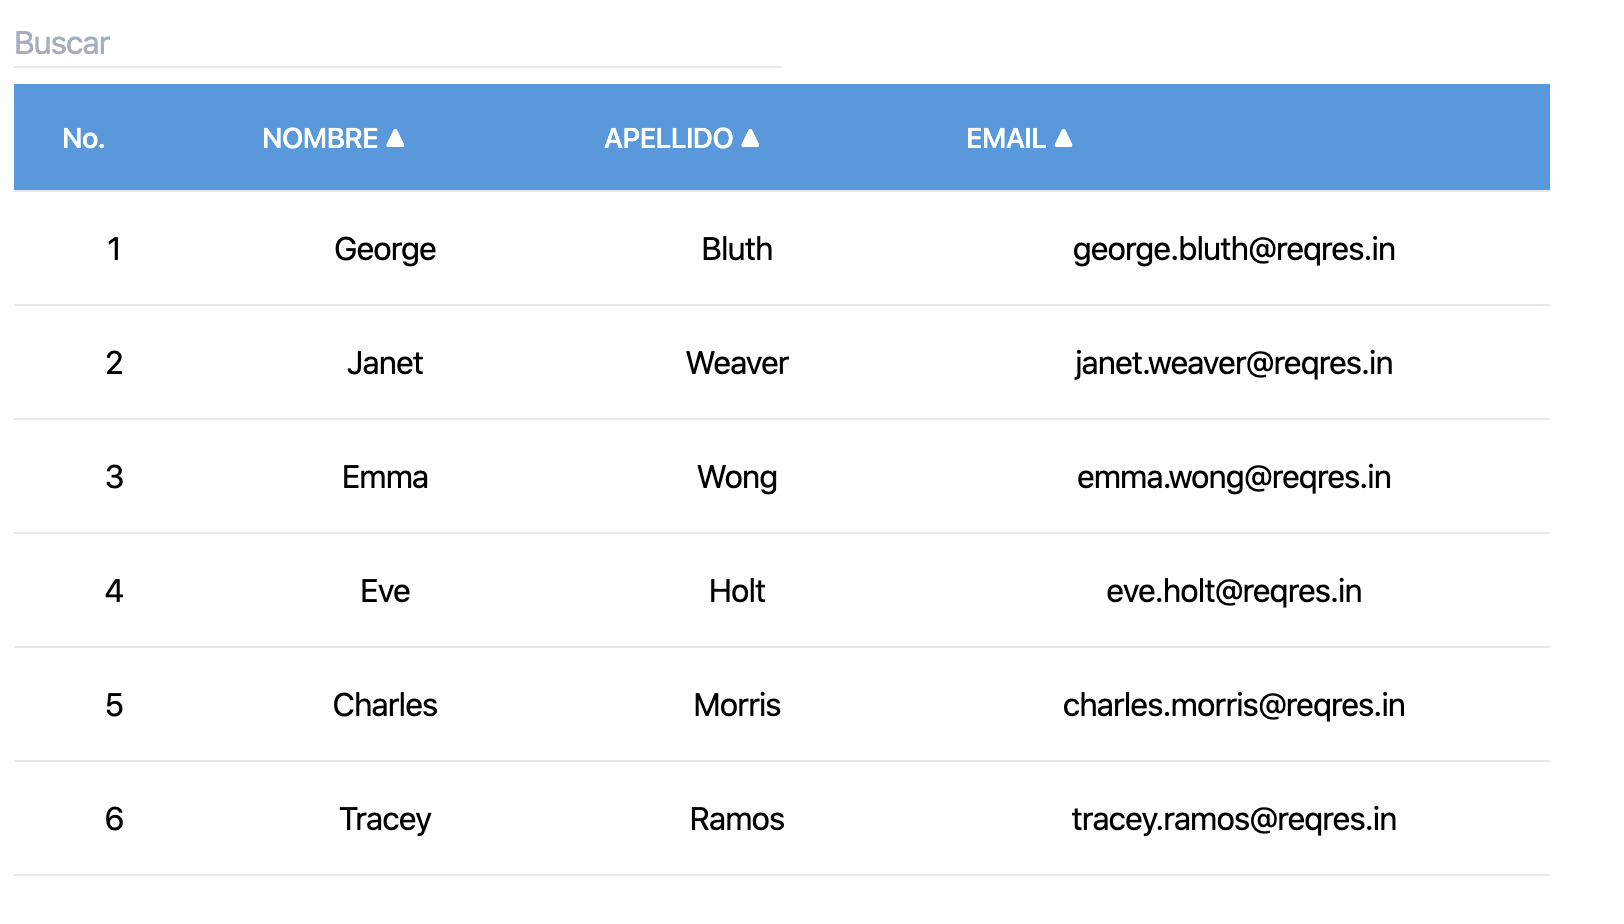 Buscar
No. NOMBRE ▲ APELLIDO ▲ EMAIL ▲
1 George Bluth george.bluth@reqres.in
2 Janet Weaver janet.weaver@reqres.in
3 Emma Wong emma.wong@reqres.in
4 Eve Holt eve.holt@reqres.in
5 Charles Morris charles.morris@reqres.in
6 Tracey Ramos tracey.ramos@reqres.in